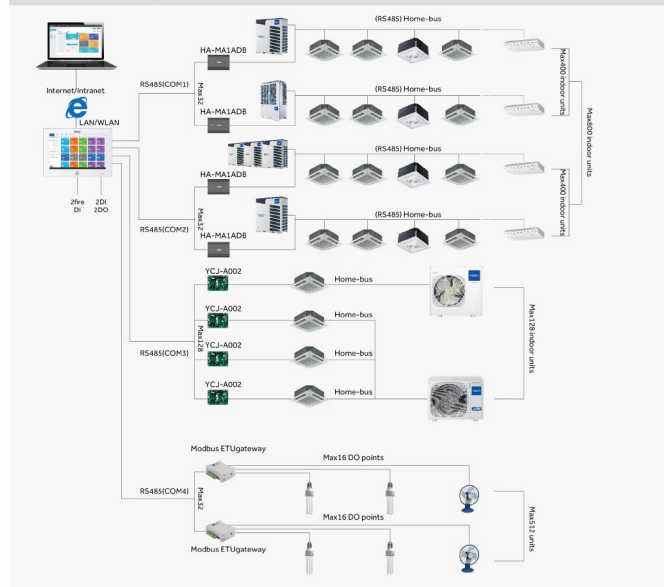 (RS485) Home-bus
HA-MA1ADB
Internet/Intranet
RS485(COM1)
Max32
LAN/WLAN
HA-MA1ADB
(RS485) Home-bus
Max400 indoor units
Max800 indoor units
2fire
DI
2DI
2DO
HA-MA1ADB
RS485(COM2)
Max32
HA-MA1ADB
(RS485) Home-bus
Max400 indoor units
YCJ-A002
Home-bus
YCJ-A002
Home-bus
RS485(COM3)
Max128
YCJ-A002
Home-bus
YCJ-A002
Home-bus
Max128 indoor units
Modbus ETUgateway
Max16 DO points
RS485(COM4)
Max32
Max16 DO points
Modbus ETUgateway
Max512 units